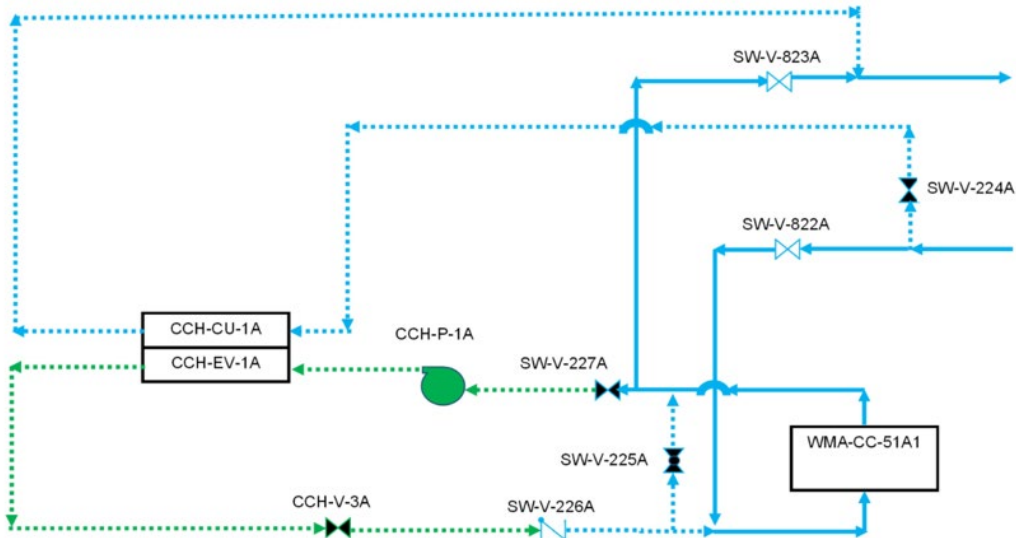 SW-V-823A
SW-V-224A
SW-V-822A
CCH-CU-1A
CCH-P-1A
CCH-EV-1A
SW-V-227A
WMA-CC-51A1
SW-V-225A
CCH-V-3A
SW-V-226A